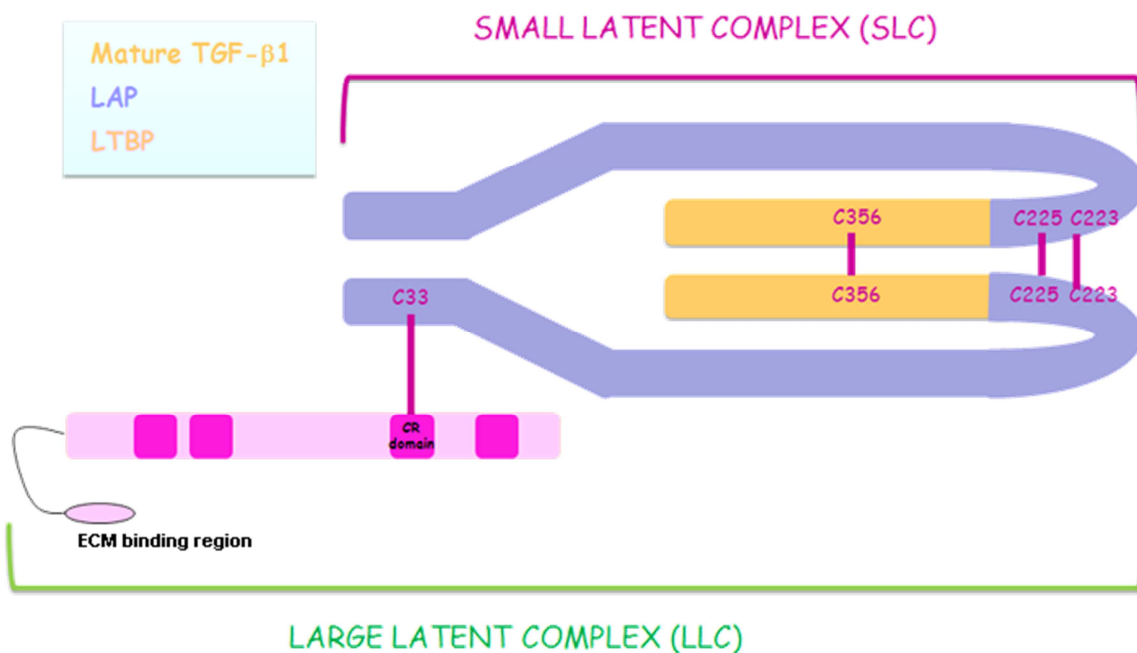 SMALL LATENT COMPLEX (SLC)
Mature TGF-β1
LAP
LTBP
C356
C225
C223
C33
C356
C225
C223
CR
domain
ECM binding region
LARGE LATENT COMPLEX (LLC)